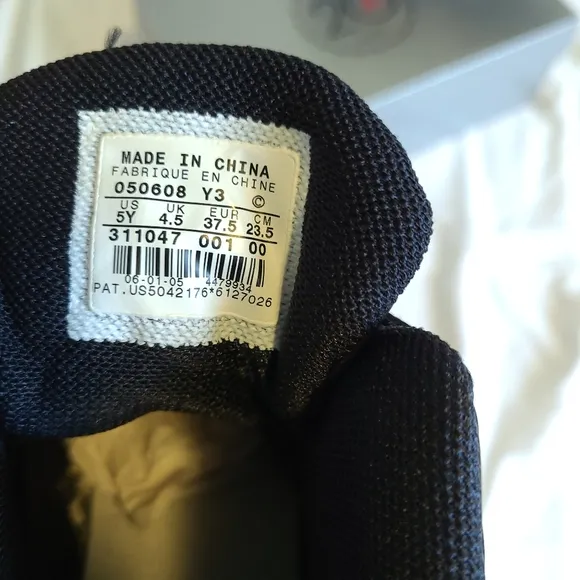 MADE IN CHINA
FABRIQUE EN CHINE
050608 Y3 ©
US UK EUR CM
5Y 4.5 37.5 23.5
311047 001 00
06-01-05 4479934
PAT.US5042176*6127026